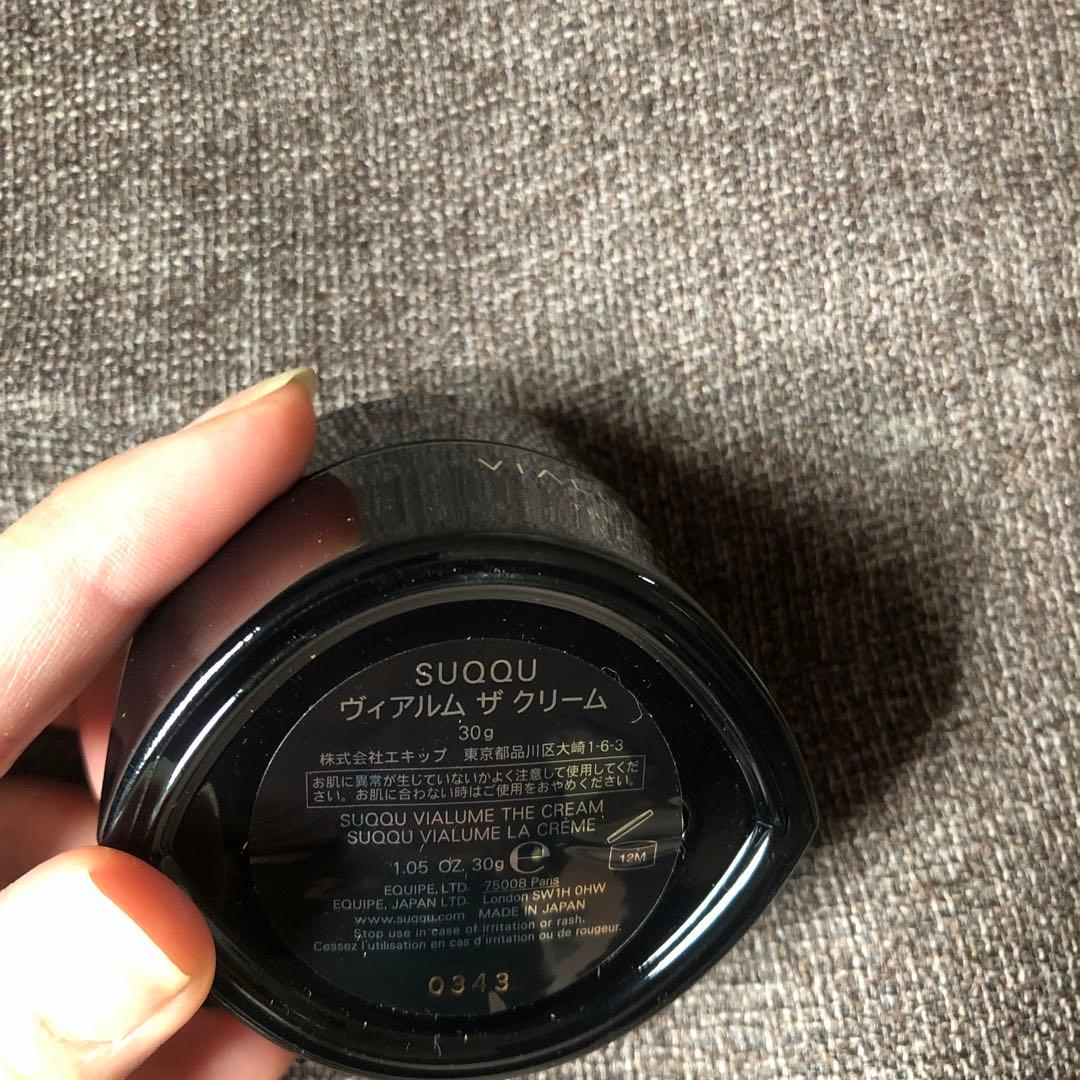 VIAL
SUQQU
ヴィアルム ザ クリーム
30g
株式会社エキップ 東京都品川区大崎1-6-3
お肌に異常が生じていないかよく注意して使用してくだ
さい。お肌に合わない時はご使用をおやめください。
SUQQU VIALUME THE CREAM
SUQQU VIALUME LA CRÈME
12M
1.05 OZ, 30g ℮
EQUIPE, LTD. 75008 Paris
EQUIPE, JAPAN LTD. London SW1H 0HW
www.suqqu.com MADE IN JAPAN
Stop use in case of irritation or rash.
Cessez l'utilisation en cas d'irritation ou de rougeur.
0343